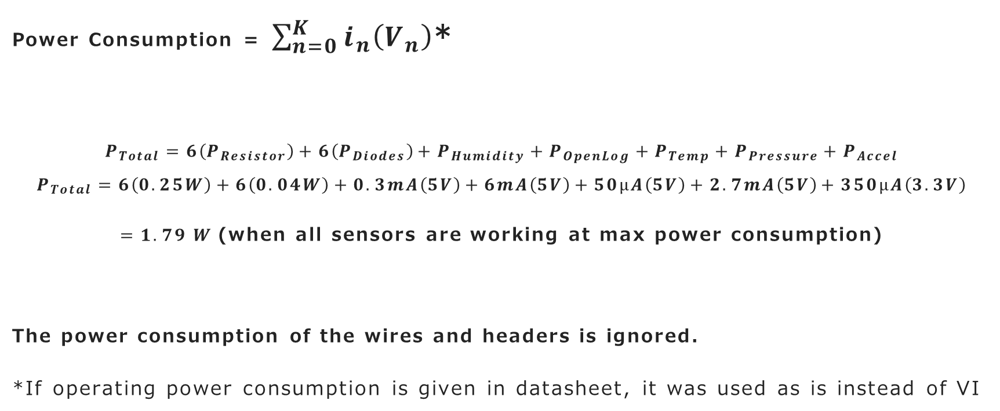 Power Consumption = $\sum_{n=0}^{K} i_n(V_n)$*
$P_{Total} = 6(P_{Resistor}) + 6(P_{Diodes}) + P_{Humidity} + P_{OpenLog} + P_{Temp} + P_{Pressure} + P_{Accel}$
$P_{Total} = 6(0.25W) + 6(0.04W) + 0.3mA(5V) + 6mA(5V) + 50µA(5V) + 2.7mA(5V) + 350µA(3.3V)$
= 1.79 W (when all sensors are working at max power consumption)
The power consumption of the wires and headers is ignored.
*If operating power consumption is given in datasheet, it was used as is instead of VI